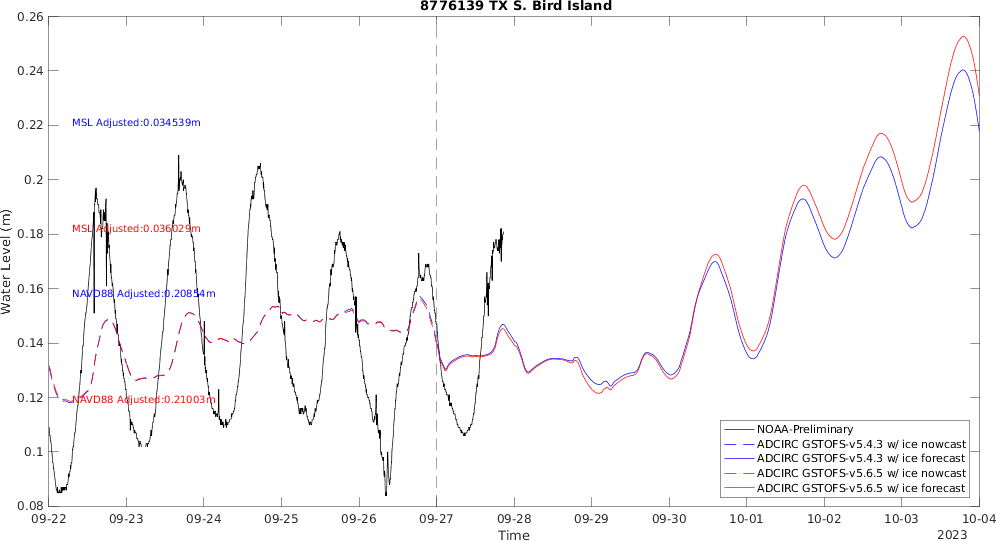 8776139 TX S. Bird Island
0.26
0.24
0.22
0.2
0.18
0.16
0.14
0.12
0.1
0.08
Water Level (m)
MSL Adjusted:0.034539m
MSL Adjusted:0.036029m
NAVD88 Adjusted:0.20854m
NAVD88 Adjusted:0.21003m
NOAA-Preliminary
ADCIRC GSTOFS-v5.4.3 w/ ice nowcast
ADCIRC GSTOFS-v5.4.3 w/ ice forecast
ADCIRC GSTOFS-v5.6.5 w/ ice nowcast
ADCIRC GSTOFS-v5.6.5 w/ ice forecast
09-22 09-23 09-24 09-25 09-26 09-27 09-28 09-29 09-30 10-01 10-02 10-03 10-04
Time
2023